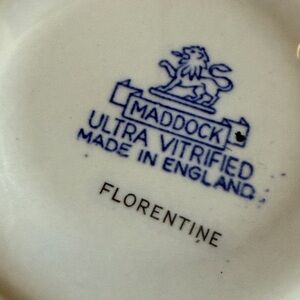 MADDOCK
ULTRA VITRIFIED
MADE IN ENGLAND
FLORENTINE